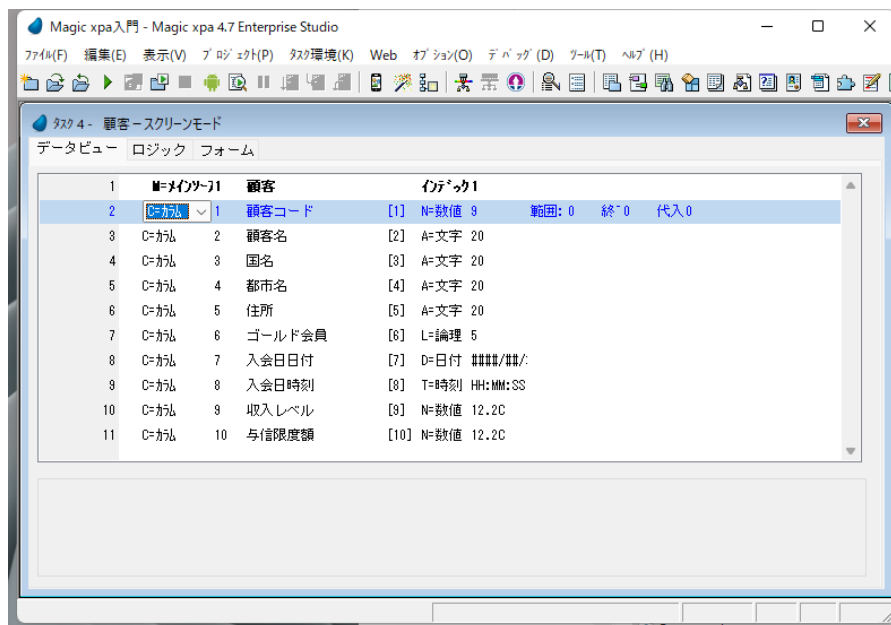 Magic xpa入門 - Magic xpa 4.7 Enterprise Studio
ﾌｧｲﾙ(F) 編集(E) 表示(V) ﾌﾟﾛｼﾞｪｸﾄ(P) ﾀｽｸ環境(K) Web ｵﾌﾟｼｮﾝ(O) ﾃﾞﾊﾞｯｸﾞ(D) ﾂｰﾙ(T) ﾍﾙﾌﾟ(H)
ﾀｽｸ 4 - 顧客－スクリーンモード
データビュー ロジック フォーム
1 M=ﾒｲﾝｿｰｽ1 顧客 ｲﾝﾃﾞｯｸ1
2 C=ｶﾗﾑ 1 顧客コード [1] N=数値 9 範囲: 0 終 0 代入0
3 C=ｶﾗﾑ 2 顧客名 [2] A=文字 20
4 C=ｶﾗﾑ 3 国名 [3] A=文字 20
5 C=ｶﾗﾑ 4 都市名 [4] A=文字 20
6 C=ｶﾗﾑ 5 住所 [5] A=文字 20
7 C=ｶﾗﾑ 6 ゴールド会員 [6] L=論理 5
8 C=ｶﾗﾑ 7 入会日日付 [7] D=日付 ####/##/
9 C=ｶﾗﾑ 8 入会日時刻 [8] T=時刻 HH:MM:SS
10 C=ｶﾗﾑ 9 収入レベル [9] N=数値 12.2C
11 C=ｶﾗﾑ 10 与信限度額 [10] N=数値 12.2C